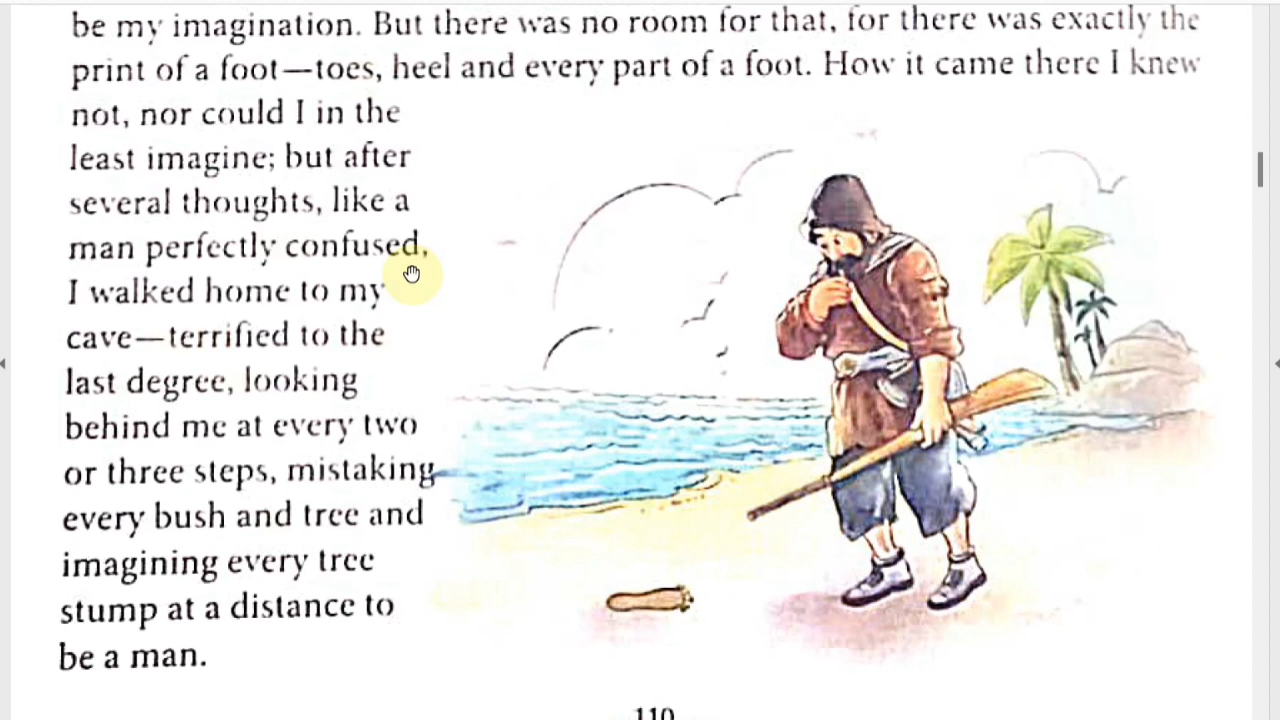 be my imagination. But there was no room for that, for there was exactly the
print of a foot—toes, heel and every part of a foot. How it came there I knew
not, nor could I in the
least imagine; but after
several thoughts, like a
man perfectly confused,
I walked home to my
cave—terrified to the
last degree, looking
behind me at every two
or three steps, mistaking
every bush and tree and
imagining every tree
stump at a distance to
be a man.
110